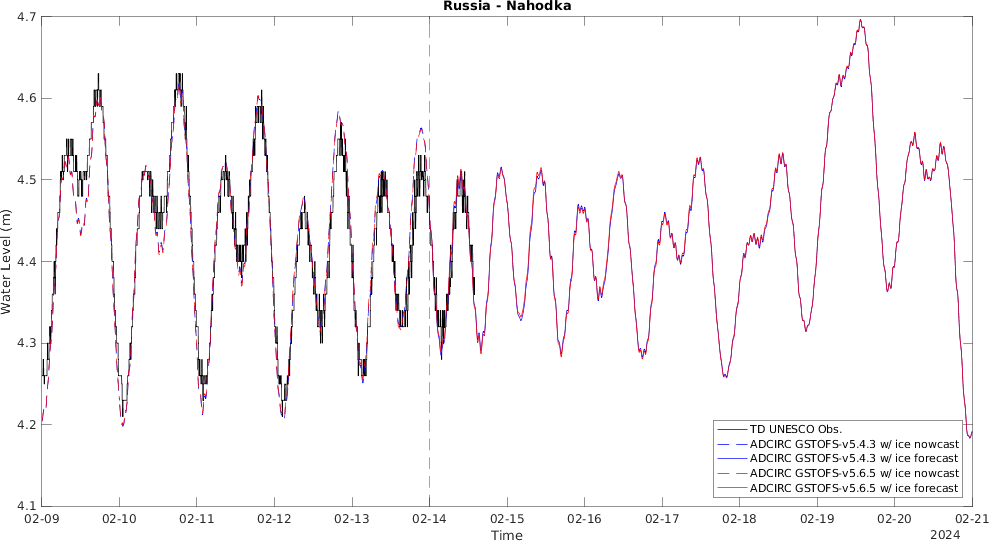 Russia - Nahodka
Water Level (m)
4.7
4.6
4.5
4.4
4.3
4.2
4.1
TD UNESCO Obs.
ADCIRC GSTOFS-v5.4.3 w/ ice nowcast
ADCIRC GSTOFS-v5.4.3 w/ ice forecast
ADCIRC GSTOFS-v5.6.5 w/ ice nowcast
ADCIRC GSTOFS-v5.6.5 w/ ice forecast
02-09 02-10 02-11 02-12 02-13 02-14 02-15 02-16 02-17 02-18 02-19 02-20 02-21
Time
2024